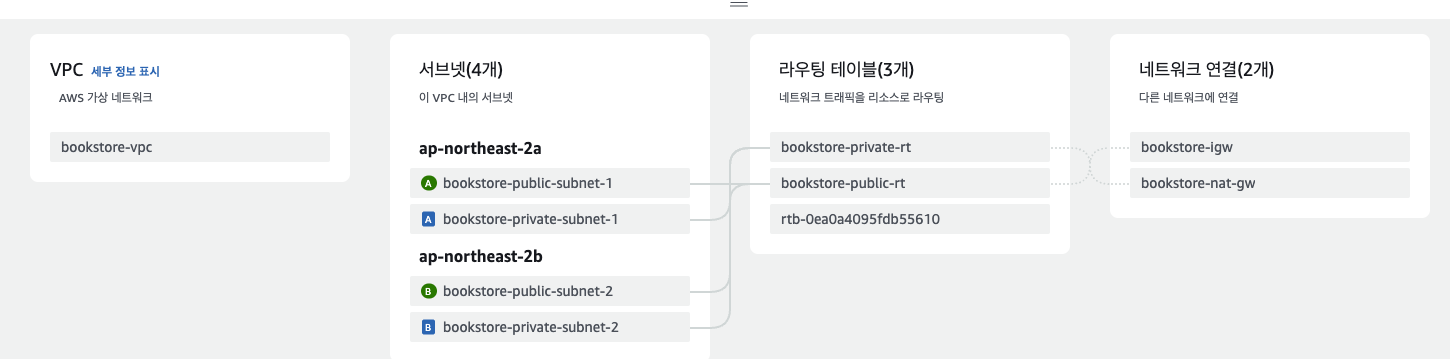 VPC 세부 정보 표시
AWS 가상 네트워크
bookstore-vpc
서브넷(4개)
이 VPC 내의 서브넷
ap-northeast-2a
A bookstore-public-subnet-1
A bookstore-private-subnet-1
ap-northeast-2b
B bookstore-public-subnet-2
B bookstore-private-subnet-2
라우팅 테이블(3개)
네트워크 트래픽을 리소스로 라우팅
bookstore-private-rt
bookstore-public-rt
rtb-0ea0a4095fdb55610
네트워크 연결(2개)
다른 네트워크에 연결
bookstore-igw
bookstore-nat-gw